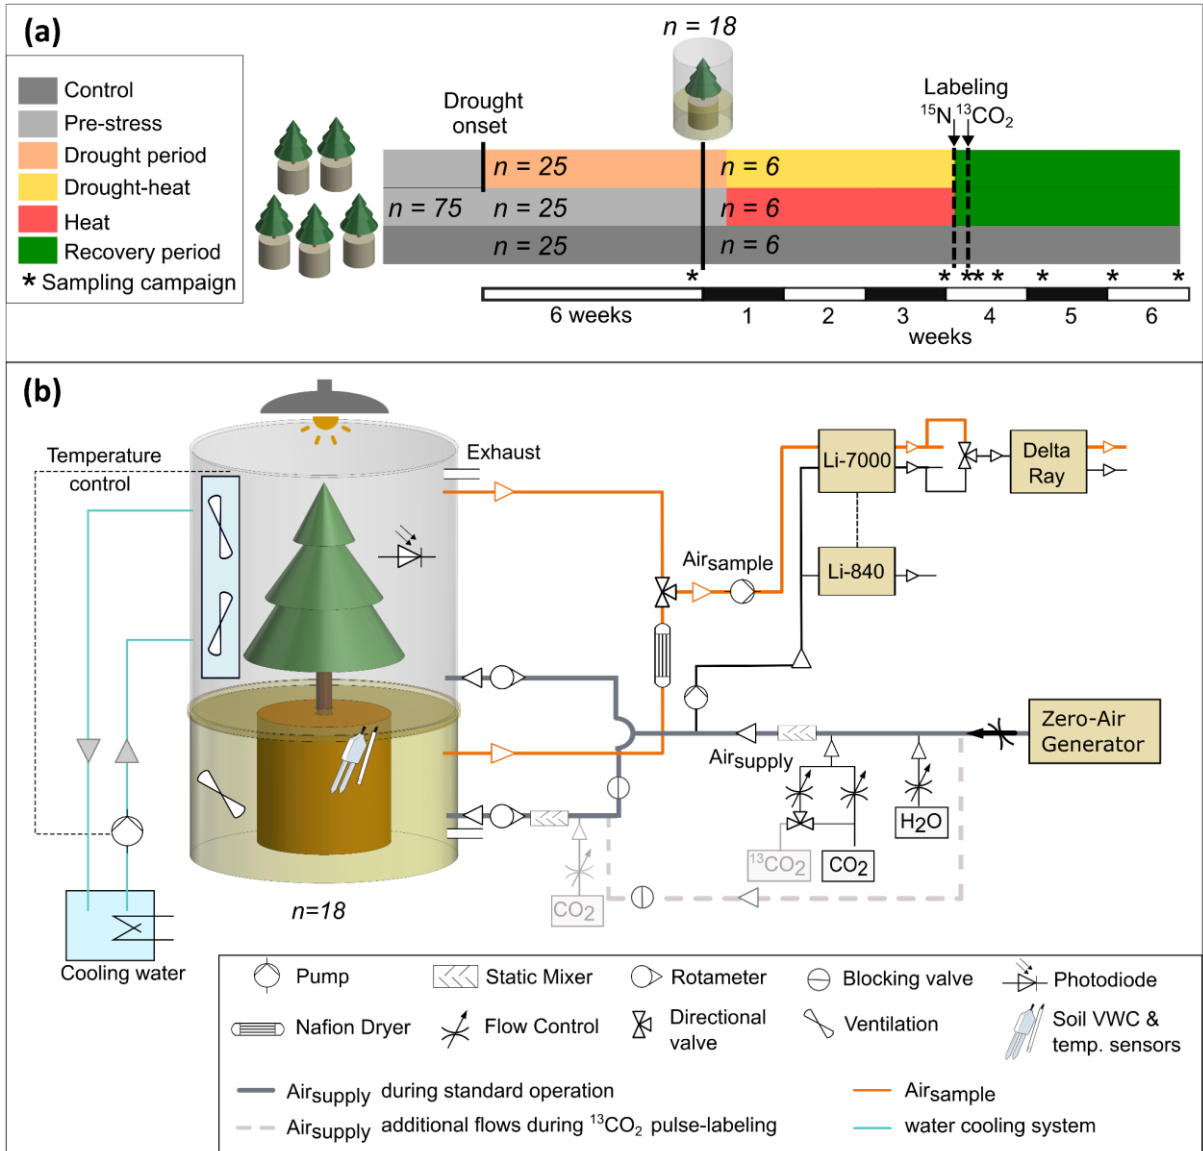 (a)
n = 18
Control
Pre-stress
Drought period
Drought-heat
Heat
Recovery period
* Sampling campaign
Drought
onset
Labeling
15N 13CO2
n = 25
n = 6
n = 75
n = 25
n = 6
n = 25
n = 6
* * * * * * * *
6 weeks
1
2
3
4
5
6
weeks
(b)
Temperature
control
Exhaust
Li-7000
Delta
Ray
Airsample
Li-840
Zero-Air
Generator
Airsupply
H2O
13CO2
CO2
CO2
n=18
Cooling water
Pump
Static Mixer
Rotameter
Blocking valve
Photodiode
Nafion Dryer
Flow Control
Directional
valve
Ventilation
Soil VWC &
temp. sensors
Airsupply during standard operation
Airsample
Airsupply additional flows during 13CO2 pulse-labeling
water cooling system